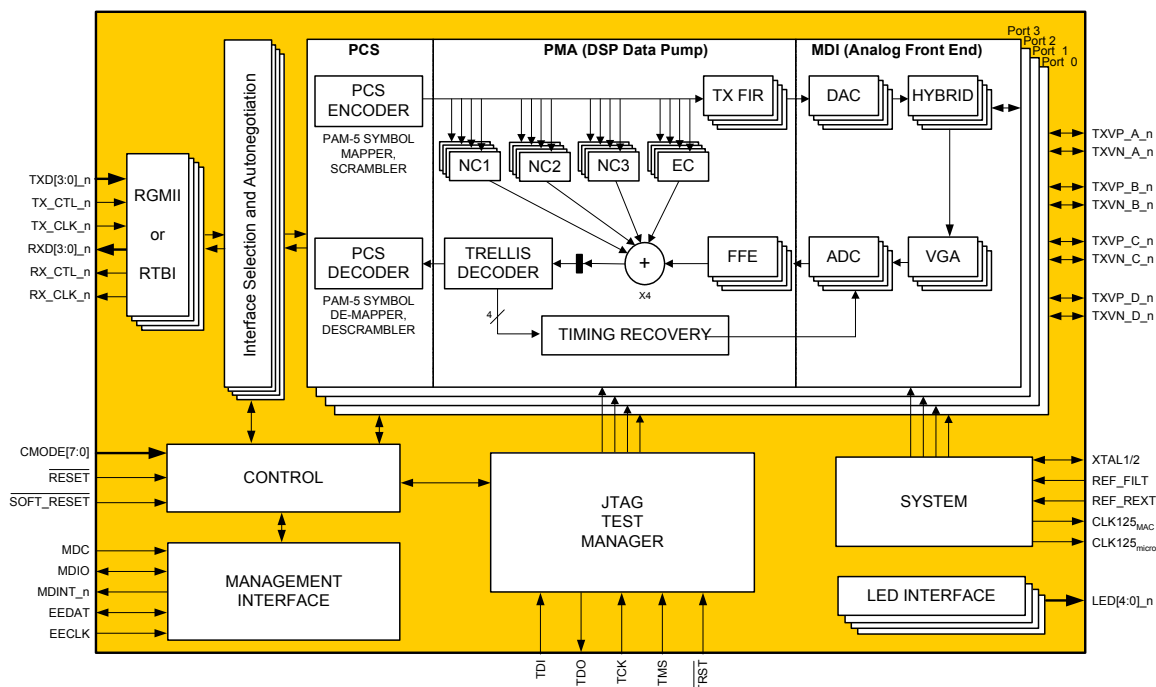 PCS
PMA (DSP Data Pump)
MDI (Analog Front End)
Port 3
Port 2
Port 1
Port 0
PCS
ENCODER
PAM-5 SYMBOL
MAPPER,
SCRAMBLER
NC1
NC2
NC3
EC
TX FIR
DAC
HYBRID
PCS
DECODER
PAM-5 SYMBOL
DE-MAPPER,
DESCRAMBLER
TRELLIS
DECODER
+
X4
FFE
ADC
VGA
4
TIMING RECOVERY
Interface Selection and Autonegotiation
RGMII
or
RTBI
TXD[3:0]_n
TX_CTL_n
TX_CLK_n
RXD[3:0]_n
RX_CTL_n
RX_CLK_n
TXVP_A_n
TXVN_A_n
TXVP_B_n
TXVN_B_n
TXVP_C_n
TXVN_C_n
TXVP_D_n
TXVN_D_n
CMODE[7:0]
RESET
SOFT_RESET
CONTROL
MDC
MDIO
MDINT_n
EEDAT
EECLK
MANAGEMENT
INTERFACE
JTAG
TEST
MANAGER
TDI
TDO
TCK
TMS
TRST
SYSTEM
XTAL1/2
REF_FILT
REF_REXT
CLK125MAC
CLK125micro
LED INTERFACE
LED[4:0]_n